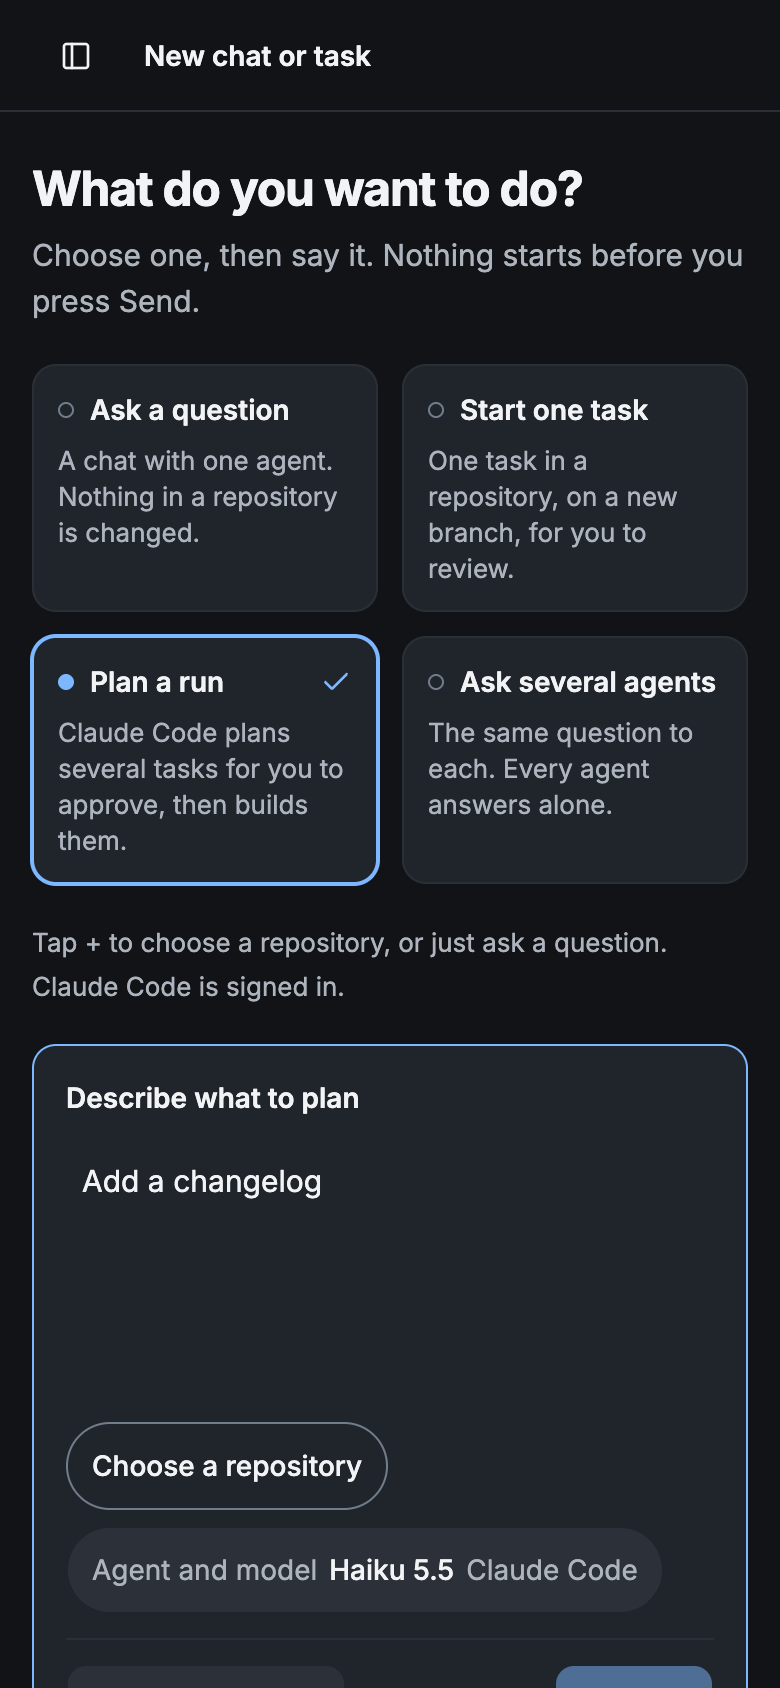 New chat or task
What do you want to do?
Choose one, then say it. Nothing starts before you
press Send.
Ask a question
A chat with one agent.
Nothing in a repository
is changed.
Start one task
One task in a
repository, on a new
branch, for you to
review.
Plan a run
Claude Code plans
several tasks for you to
approve, then builds
them.
Ask several agents
The same question to
each. Every agent
answers alone.
Tap + to choose a repository, or just ask a question.
Claude Code is signed in.
Describe what to plan
Add a changelog
Choose a repository
Agent and model Haiku 5.5 Claude Code